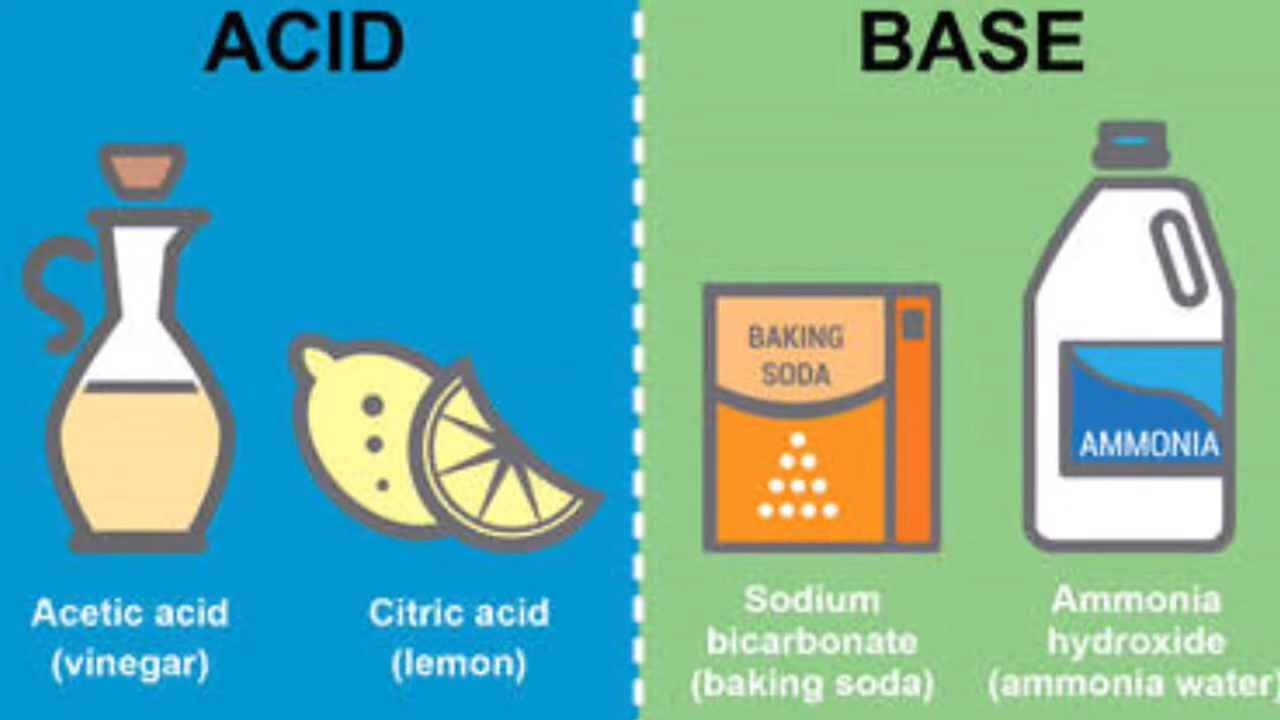 ACID
Acetic acid
(vinegar)
Citric acid
(lemon)
BASE
BAKING
SODA
AMMONIA
Sodium
bicarbonate
(baking soda)
Ammonia
hydroxide
(ammonia water)